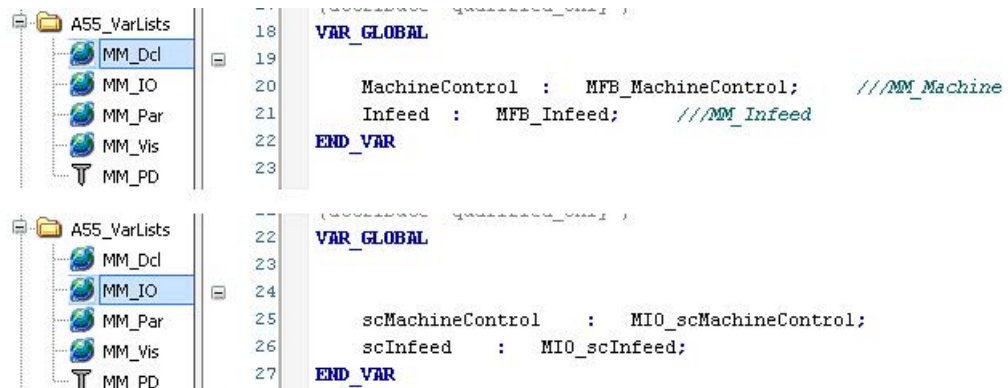 A55_VarLists
MM_Dcl
MM_IO
MM_Par
MM_Vis
MM_PD
18 VAR_GLOBAL
19
20 MachineControl : MFB_MachineControl; ///MM_Machine
21 Infeed : MFB_Infeed; ///MM_Infeed
22 END_VAR
23
A55_VarLists
MM_Dcl
MM_IO
MM_Par
MM_Vis
MM_PD
22 VAR_GLOBAL
23
24
25 scMachineControl : MIO_scMachineControl;
26 scInfeed : MIO_scInfeed;
27 END_VAR